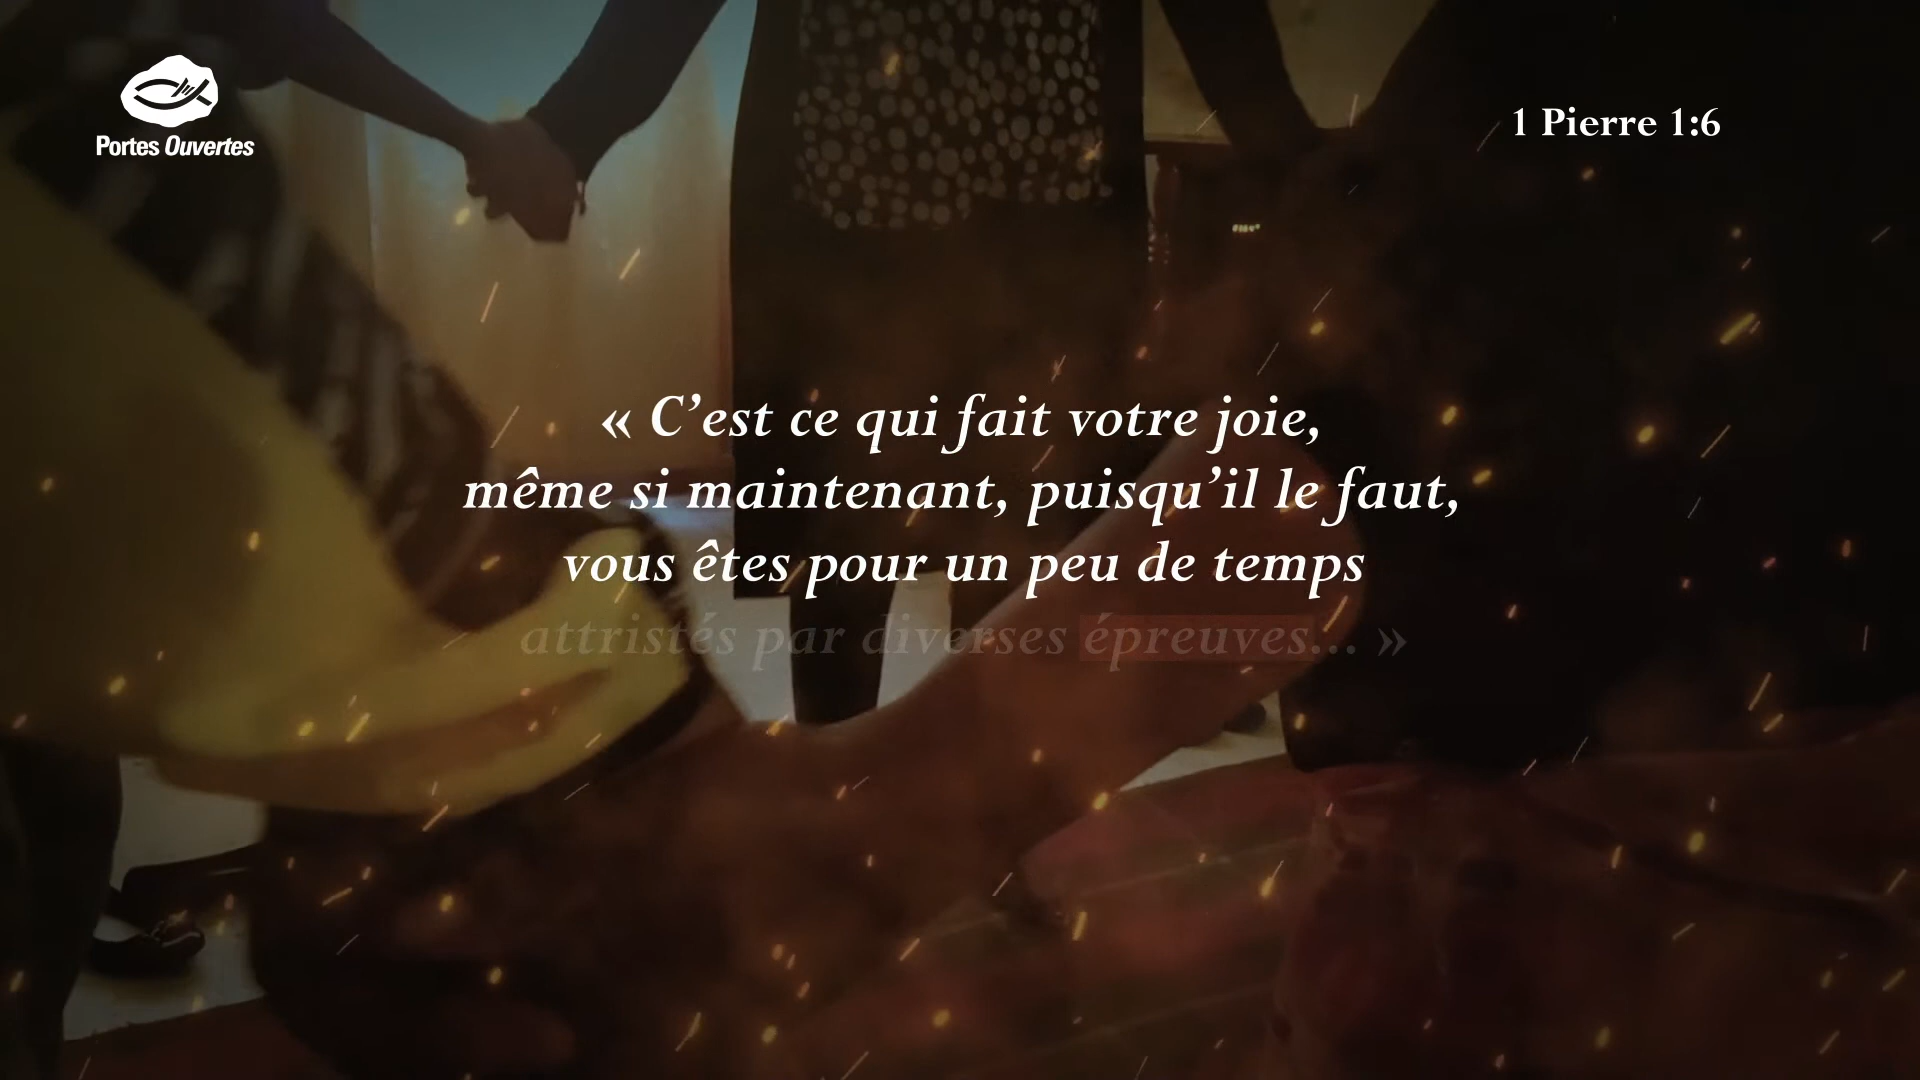 Portes Ouvertes
1 Pierre 1:6
« C’est ce qui fait votre joie,
même si maintenant, puisqu’il le faut,
vous êtes pour un peu de temps
attristés par diverses épreuves... »